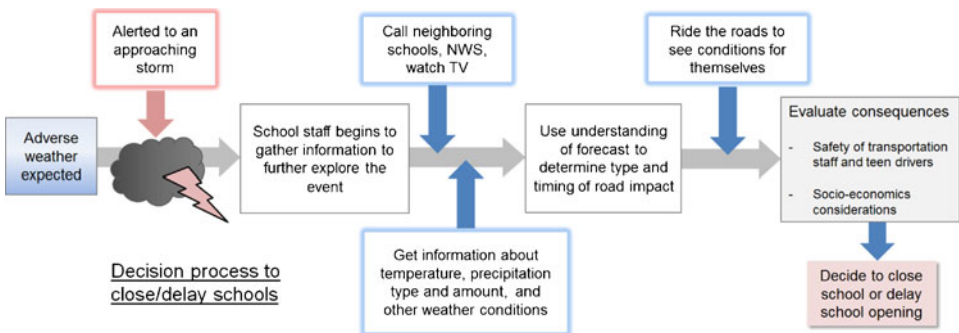 Alerted to an
approaching
storm
Call neighboring
schools, NWS,
watch TV
Ride the roads to
see conditions for
themselves
Adverse
weather
expected
School staff begins to
gather information to
further explore the
event
Use understanding
of forecast to
determine type and
timing of road impact
Evaluate consequences
- Safety of transportation
staff and teen drivers
- Socio-economics
considerations
Decision process to
close/delay schools
Get information about
temperature, precipitation
type and amount, and
other weather conditions
Decide to close
school or delay
school opening